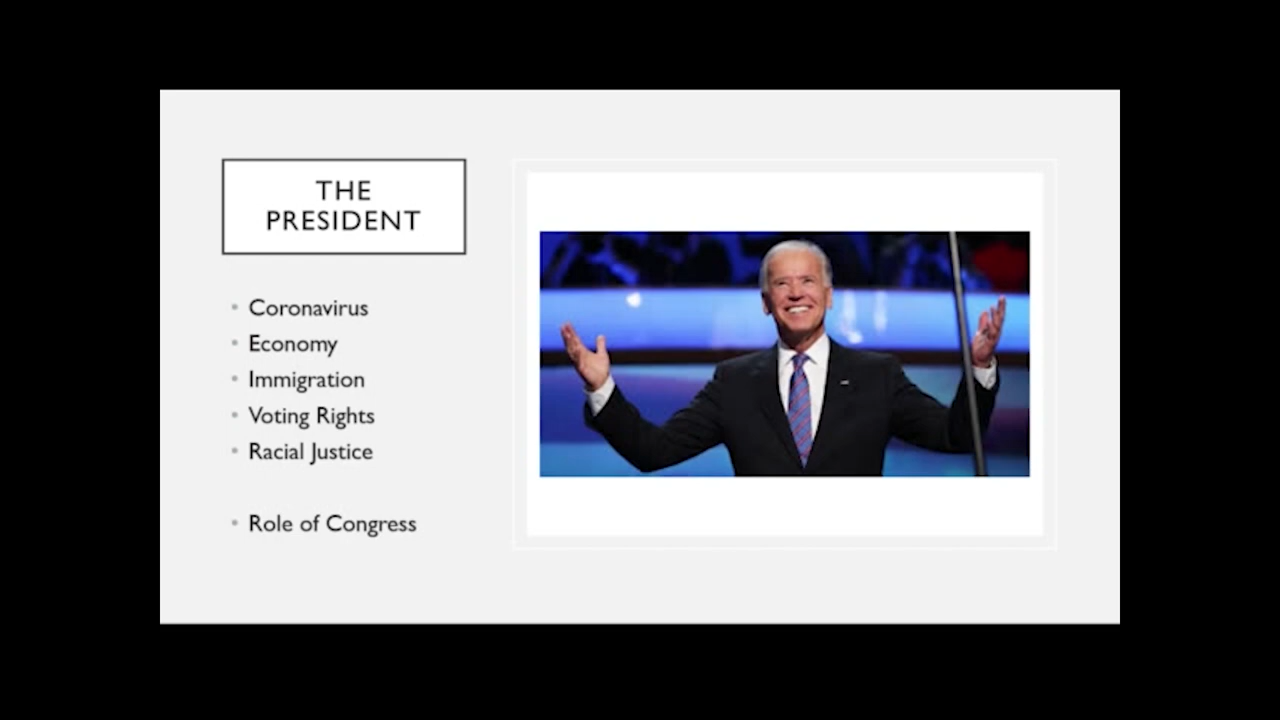 THE
PRESIDENT
• Coronavirus
• Economy
• Immigration
• Voting Rights
• Racial Justice
• Role of Congress